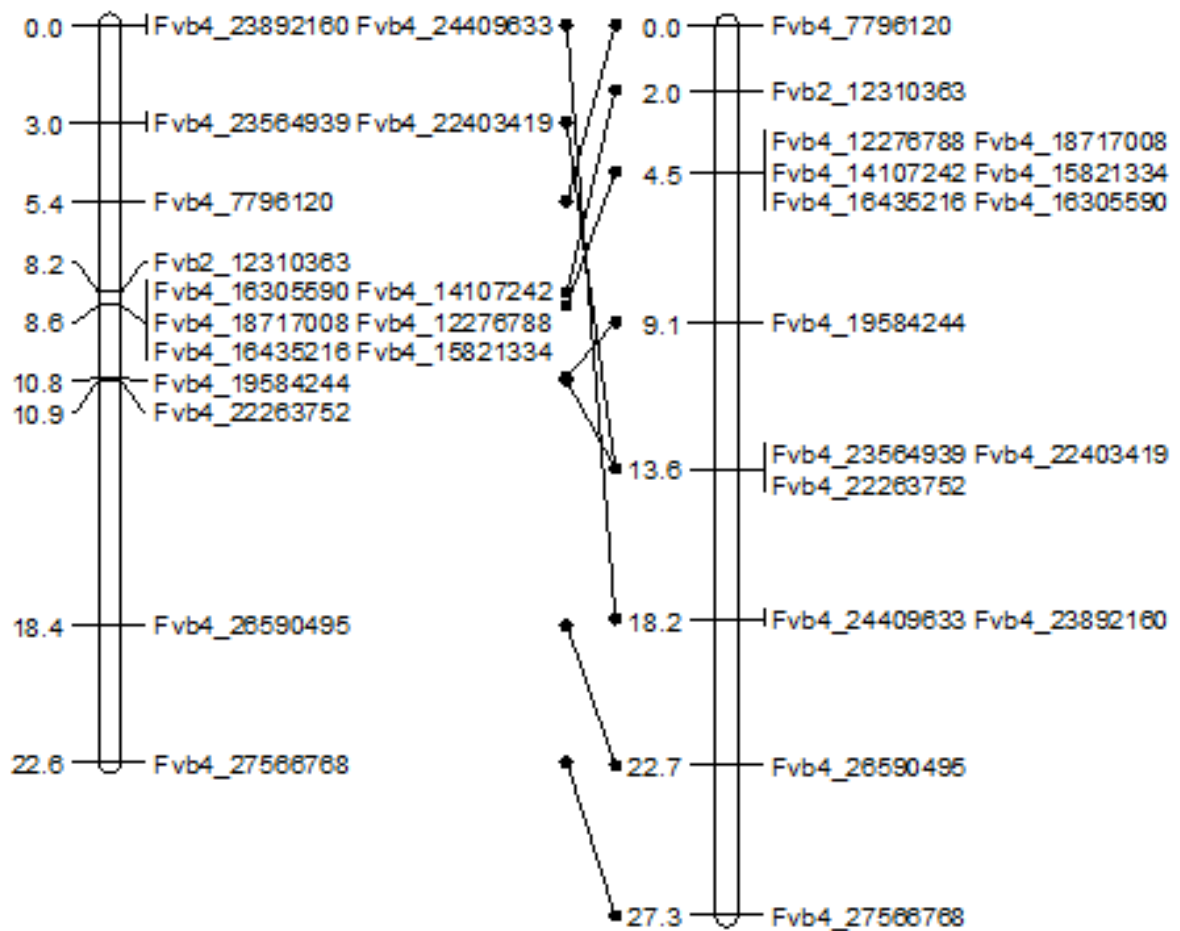 0.0 Fvb4_23892160 Fvb4_24409633
3.0 Fvb4_23564939 Fvb4_22403419
5.4 Fvb4_7796120
8.2 Fvb2_12310363
Fvb4_16305590 Fvb4_14107242
8.6 Fvb4_18717008 Fvb4_12276788
Fvb4_16435216 Fvb4_15821334
10.8 Fvb4_19584244
10.9 Fvb4_22263752
18.4 Fvb4_26590495
22.6 Fvb4_27566768
0.0 Fvb4_7796120
2.0 Fvb2_12310363
Fvb4_12276788 Fvb4_18717008
4.5 Fvb4_14107242 Fvb4_15821334
Fvb4_16435216 Fvb4_16305590
9.1 Fvb4_19584244
13.6 Fvb4_23564939 Fvb4_22403419
Fvb4_22263752
18.2 Fvb4_24409633 Fvb4_23892160
22.7 Fvb4_26590495
27.3 Fvb4_27566768